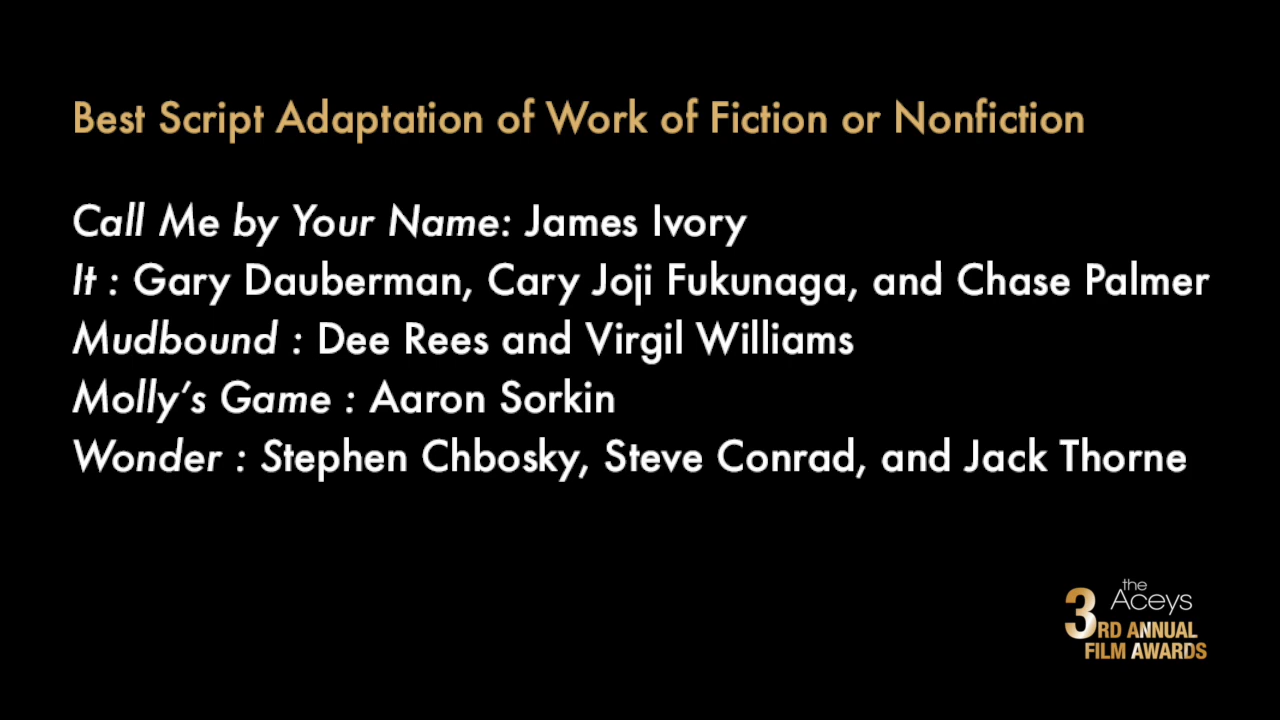 Best Script Adaptation of Work of Fiction or Nonfiction
Call Me by Your Name: James Ivory
It : Gary Dauberman, Cary Joji Fukunaga, and Chase Palmer
Mudbound : Dee Rees and Virgil Williams
Molly’s Game : Aaron Sorkin
Wonder : Stephen Chbosky, Steve Conrad, and Jack Thorne
the
Aceys
3RD ANNUAL
FILM AWARDS